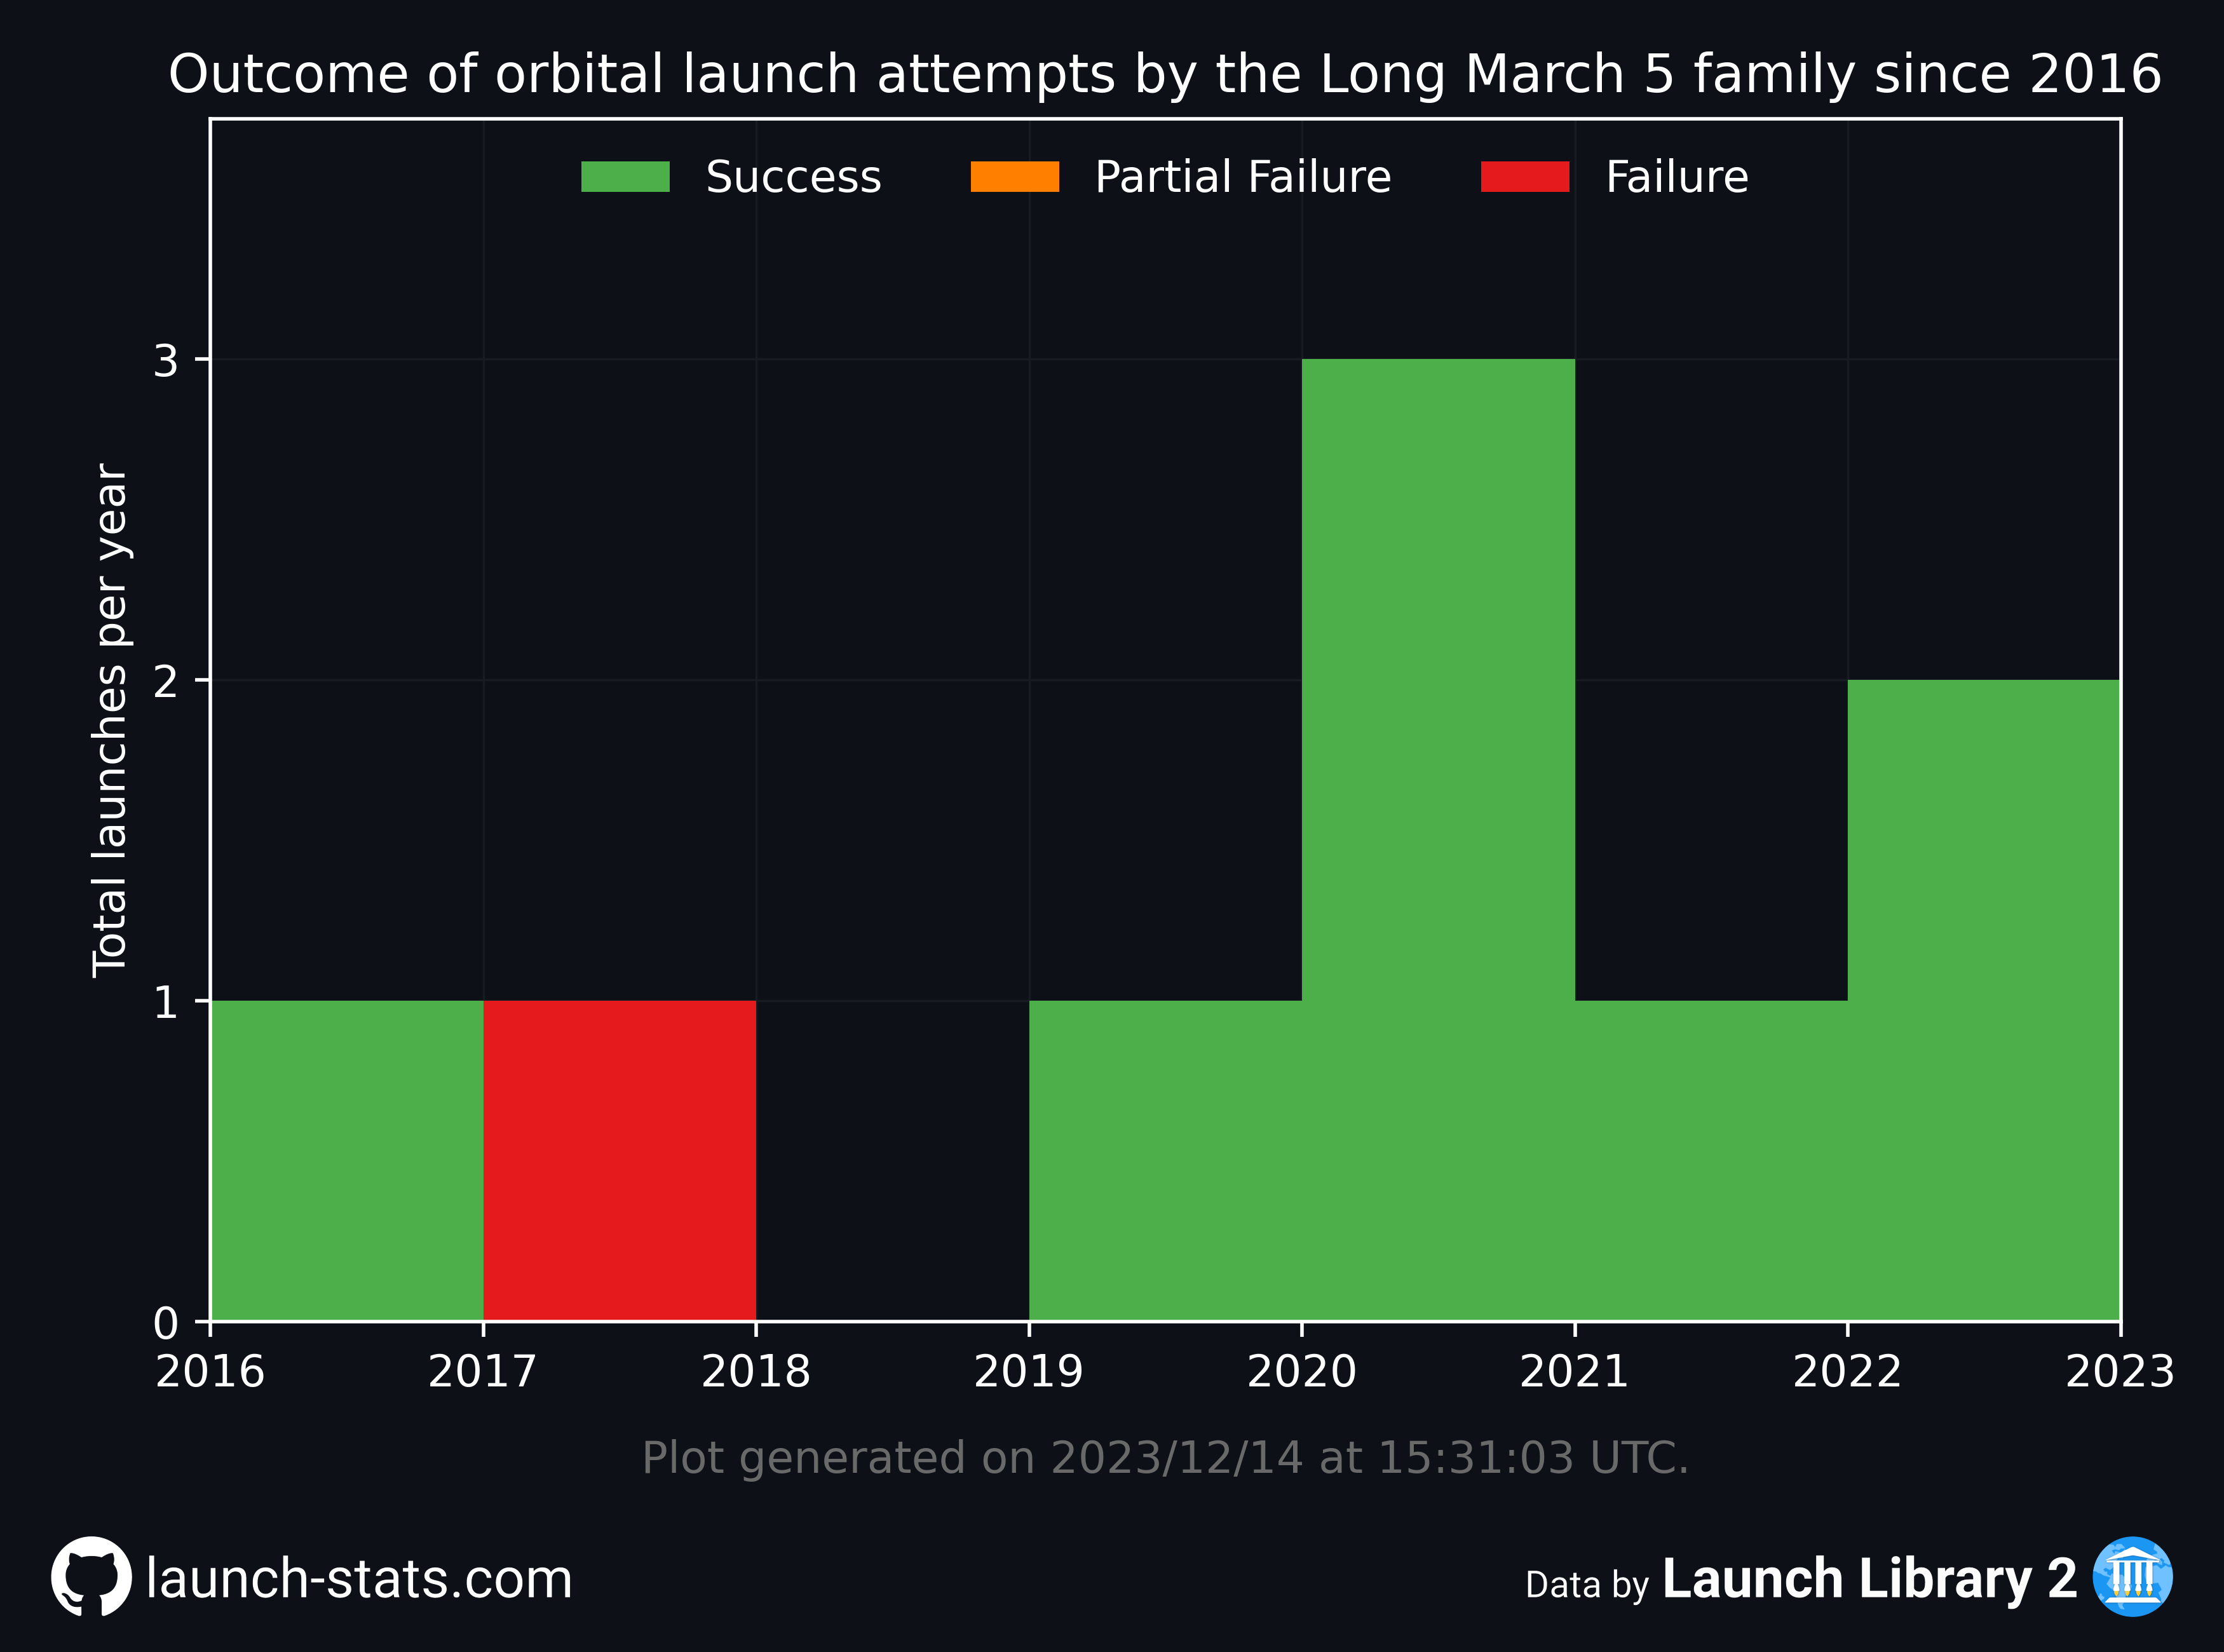 Outcome of orbital launch attempts by the Long March 5 family since 2016
Success Partial Failure Failure
Total launches per year
3
2
1
0
2016 2017 2018 2019 2020 2021 2022 2023
Plot generated on 2023/12/14 at 15:31:03 UTC.
launch-stats.com
Data by Launch Library 2